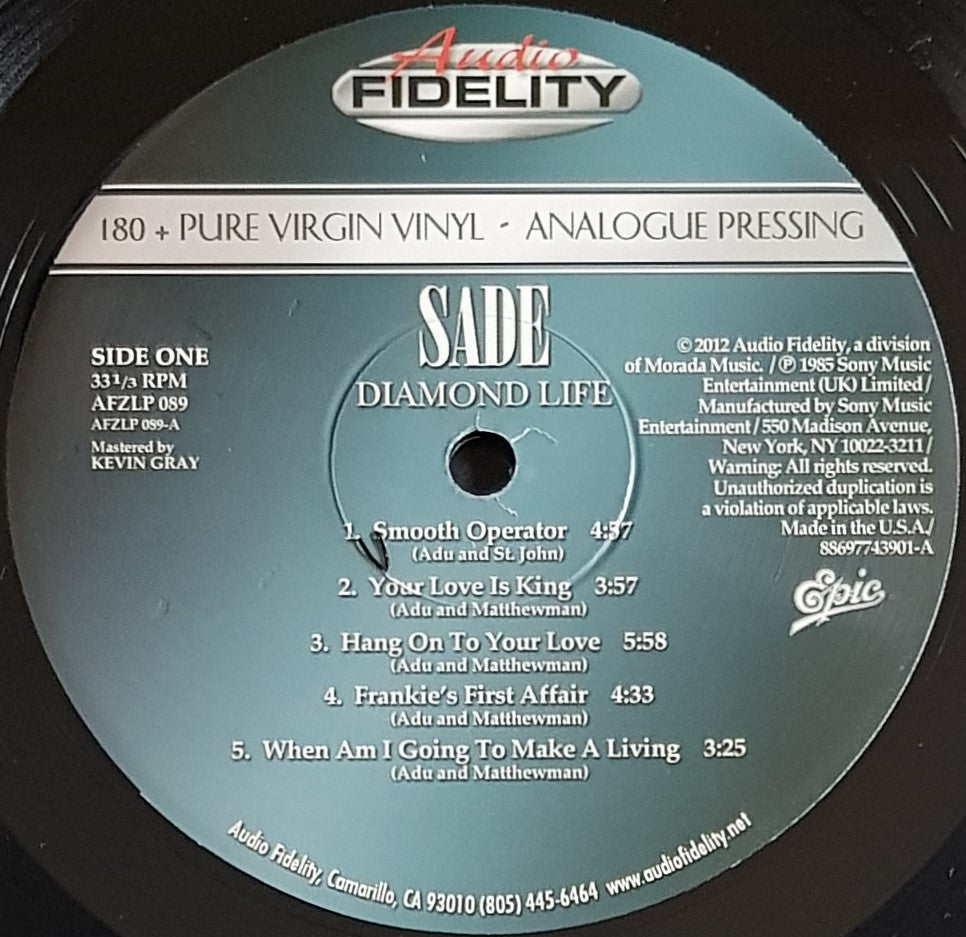 Audio
FIDELITY
180 + PURE VIRGIN VINYL - ANALOGUE PRESSING
SADE
DIAMOND LIFE
SIDE ONE
33 1/3 RPM
AFZLP 089
AFZLP 089-A
Mastered by
KEVIN GRAY
© 2012 Audio Fidelity, a division
of Morada Music. / ℗ 1985 Sony Music
Entertainment (UK) Limited /
Manufactured by Sony Music
Entertainment / 550 Madison Avenue,
New York, NY 10022-3211 /
Warning: All rights reserved.
Unauthorized duplication is
a violation of applicable laws.
Made in the U.S.A./
88697743901-A
Epic
1. Smooth Operator 4:57
(Adu and St. John)
2. Your Love Is King 3:57
(Adu and Matthewman)
3. Hang On To Your Love 5:58
(Adu and Matthewman)
4. Frankie's First Affair 4:33
(Adu and Matthewman)
5. When Am I Going To Make A Living 3:25
(Adu and Matthewman)
Audio Fidelity, Camarillo, CA 93010 (805) 445-6464 www.audiofidelity.net